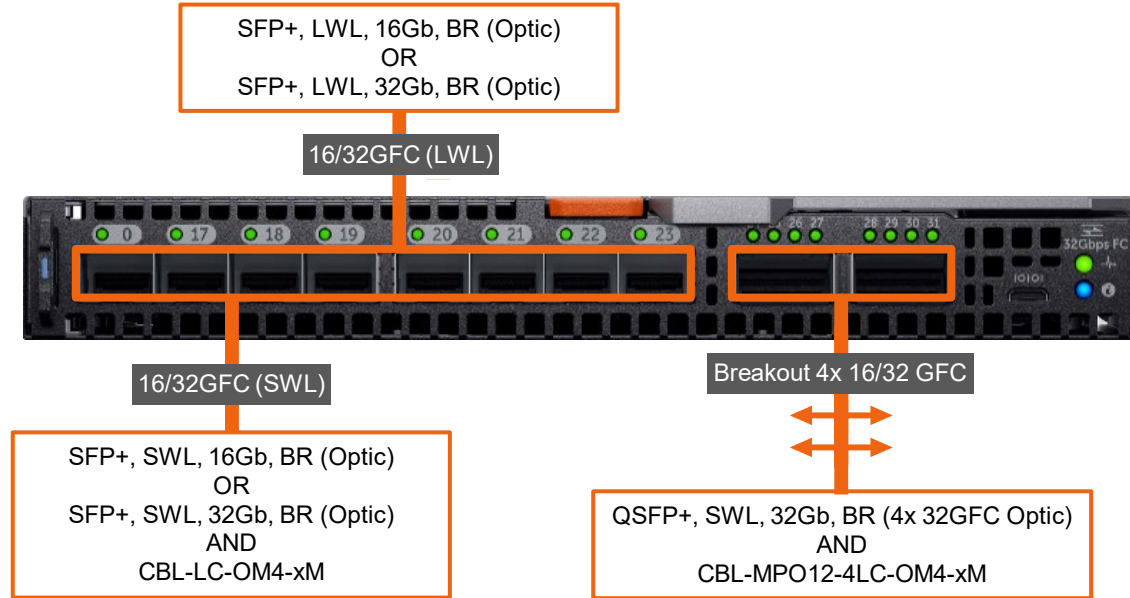 SFP+, LWL, 16Gb, BR (Optic)
OR
SFP+, LWL, 32Gb, BR (Optic)
16/32GFC (LWL)
0 17 18 19 20 21 22 23 26 27 28 29 30 31
32Gbps FC
10101
16/32GFC (SWL)
Breakout 4x 16/32 GFC
SFP+, SWL, 16Gb, BR (Optic)
OR
SFP+, SWL, 32Gb, BR (Optic)
AND
CBL-LC-OM4-xM
QSFP+, SWL, 32Gb, BR (4x 32GFC Optic)
AND
CBL-MPO12-4LC-OM4-xM